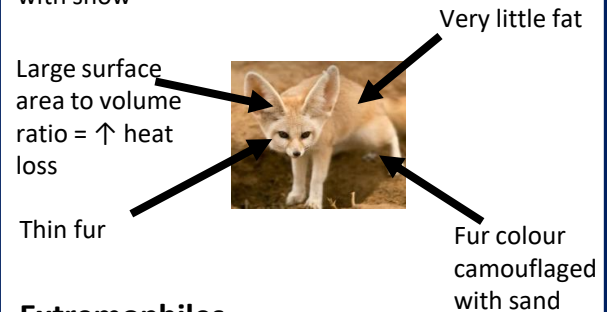 with snow
Very little fat
Large surface
area to volume
ratio = ↑ heat
loss
Thin fur
Fur colour
camouflaged
with sand
Extremophiles